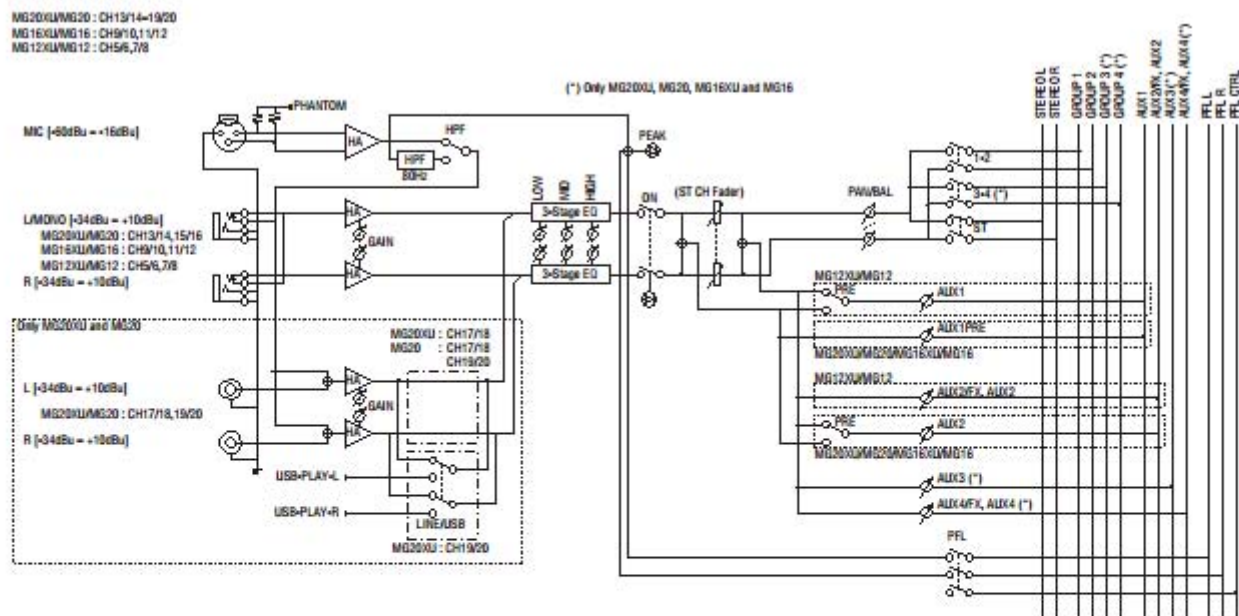 MG20XU/MG20 : CH13/14-19/20
MG16XU/MG16 : CH9/10,11/12
MG12XU/MG12 : CH5/6,7/8
(*) Only MG20XU, MG20, MG16XU and MG16
STEREO L
STEREO R
GROUP 1
GROUP 2
GROUP 3 (*)
GROUP 4 (*)
AUX1
AUX2/FX, AUX2
AUX3 (*)
AUX4/FX, AUX4 (*)
PFL L
PFL R
PFL CTRL
PHANTOM
MIC [-60dBu = -16dBu]
HA
HPF
HPF
80Hz
PEAK
1-2
3-4 (*)
ST
LOW
MID
HIGH
ON
(ST CH Fader)
PAN/BAL
L/MONO [-34dBu = +10dBu]
MG20XU/MG20 : CH13/14,15/16
MG16XU/MG16 : CH9/10,11/12
MG12XU/MG12 : CH5/6,7/8
R [-34dBu = +10dBu]
HA
GAIN
HA
3-Stage EQ
3-Stage EQ
MG12XU/MG12
PRE
AUX1
AUX1PRE
MG20XU/MG20/MG16XU/MG16
MG12XU/MG12
AUX2/FX, AUX2
PRE
AUX2
MG20XU/MG20/MG16XU/MG16
AUX3 (*)
AUX4/FX, AUX4 (*)
PFL
Only MG20XU and MG20
MG20XU : CH17/18
MG20 : CH17/18
CH19/20
L [-34dBu = +10dBu]
MG20XU/MG20 : CH17/18,19/20
R [-34dBu = +10dBu]
HA
GAIN
HA
USB-PLAY-L
USB-PLAY-R
LINE/USB
MG20XU : CH19/20